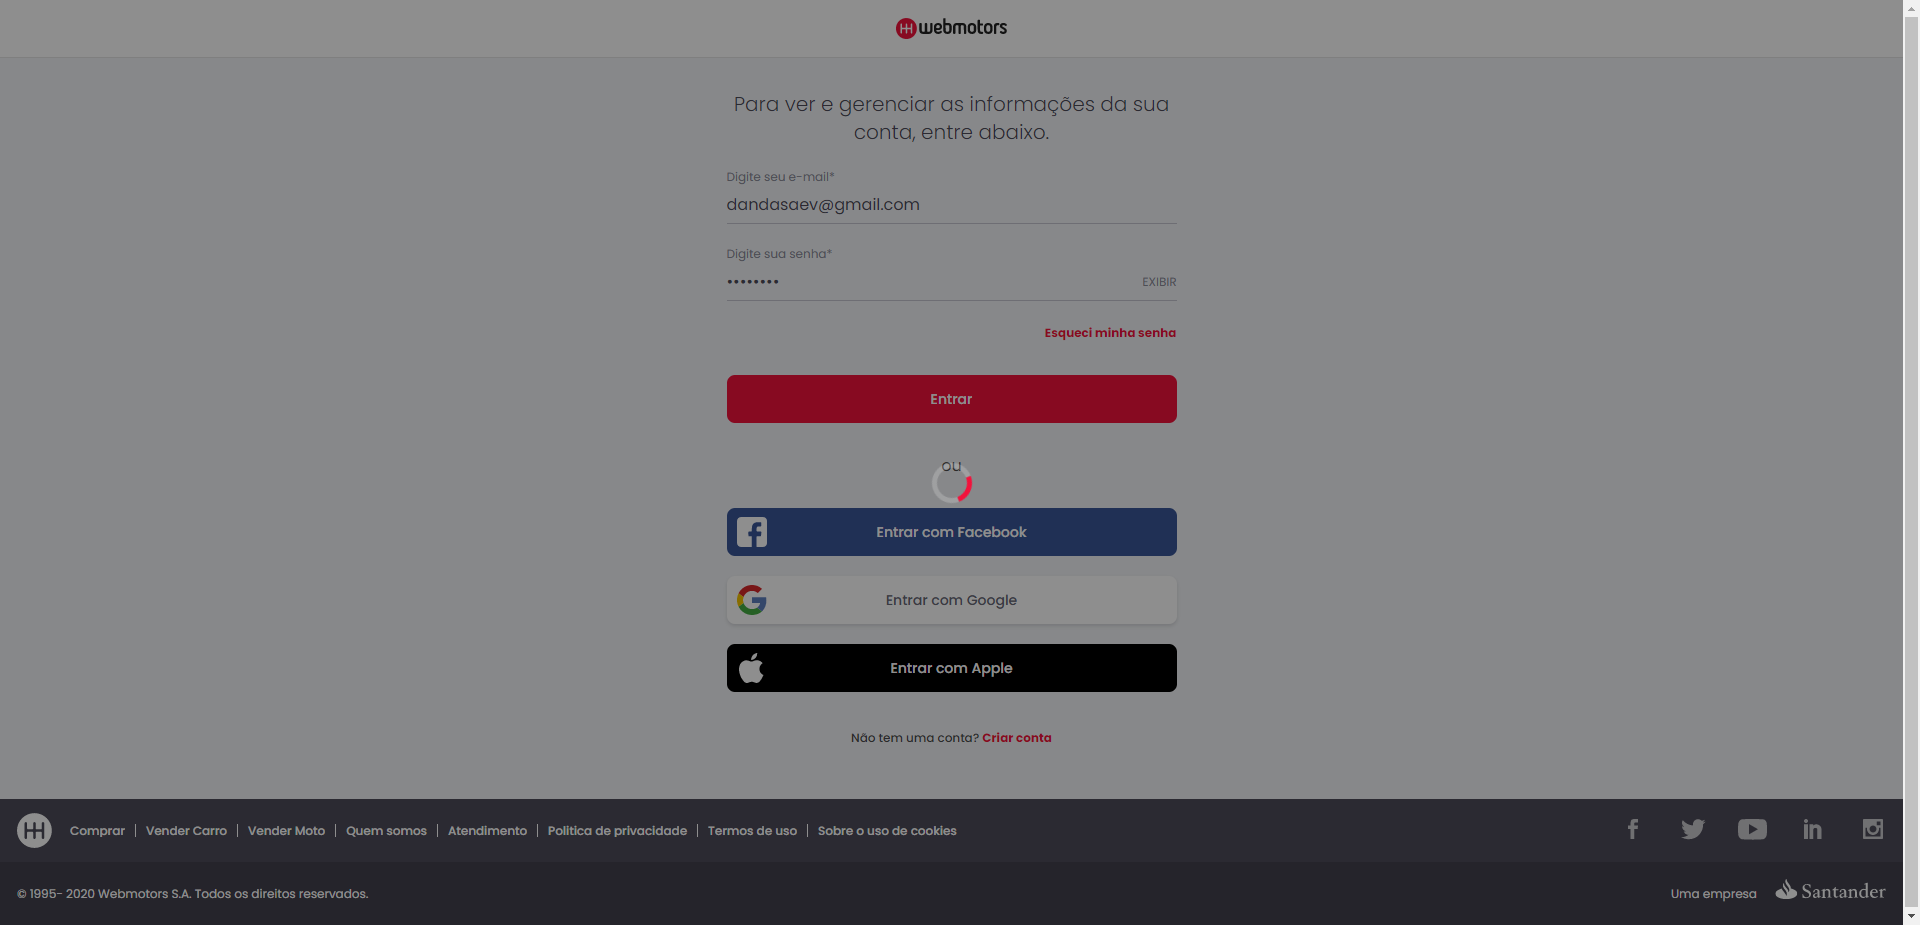 webmotors
Para ver e gerenciar as informações da sua
conta, entre abaixo.
Digite seu e-mail*
dandasaev@gmail.com
Digite sua senha*
••••••••
EXIBIR
Esqueci minha senha
Entrar
ou
Entrar com Facebook
Entrar com Google
Entrar com Apple
Não tem uma conta? Criar conta
Comprar | Vender Carro | Vender Moto | Quem somos | Atendimento | Politica de privacidade | Termos de uso | Sobre o uso de cookies
© 1995- 2020 Webmotors S.A. Todos os direitos reservados.
Uma empresa Santander